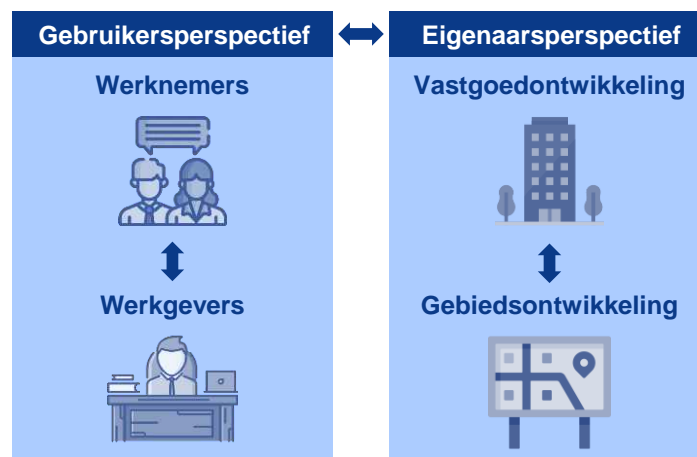 Gebruikersperspectief
Werknemers
Werkgevers
Eigenaarsperspectief
Vastgoedontwikkeling
Gebiedsontwikkeling